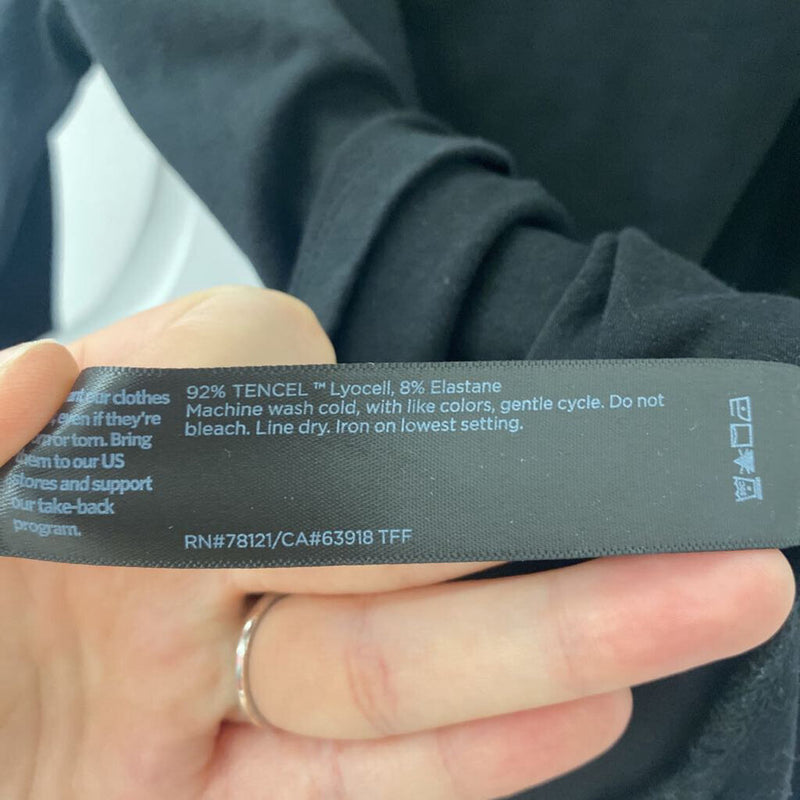 our clothes
, even if they're
or torn. Bring
them to our US
stores and support
our take-back
program.
92% TENCEL ™ Lyocell, 8% Elastane
Machine wash cold, with like colors, gentle cycle. Do not
bleach. Line dry. Iron on lowest setting.
RN#78121/CA#63918 TFF